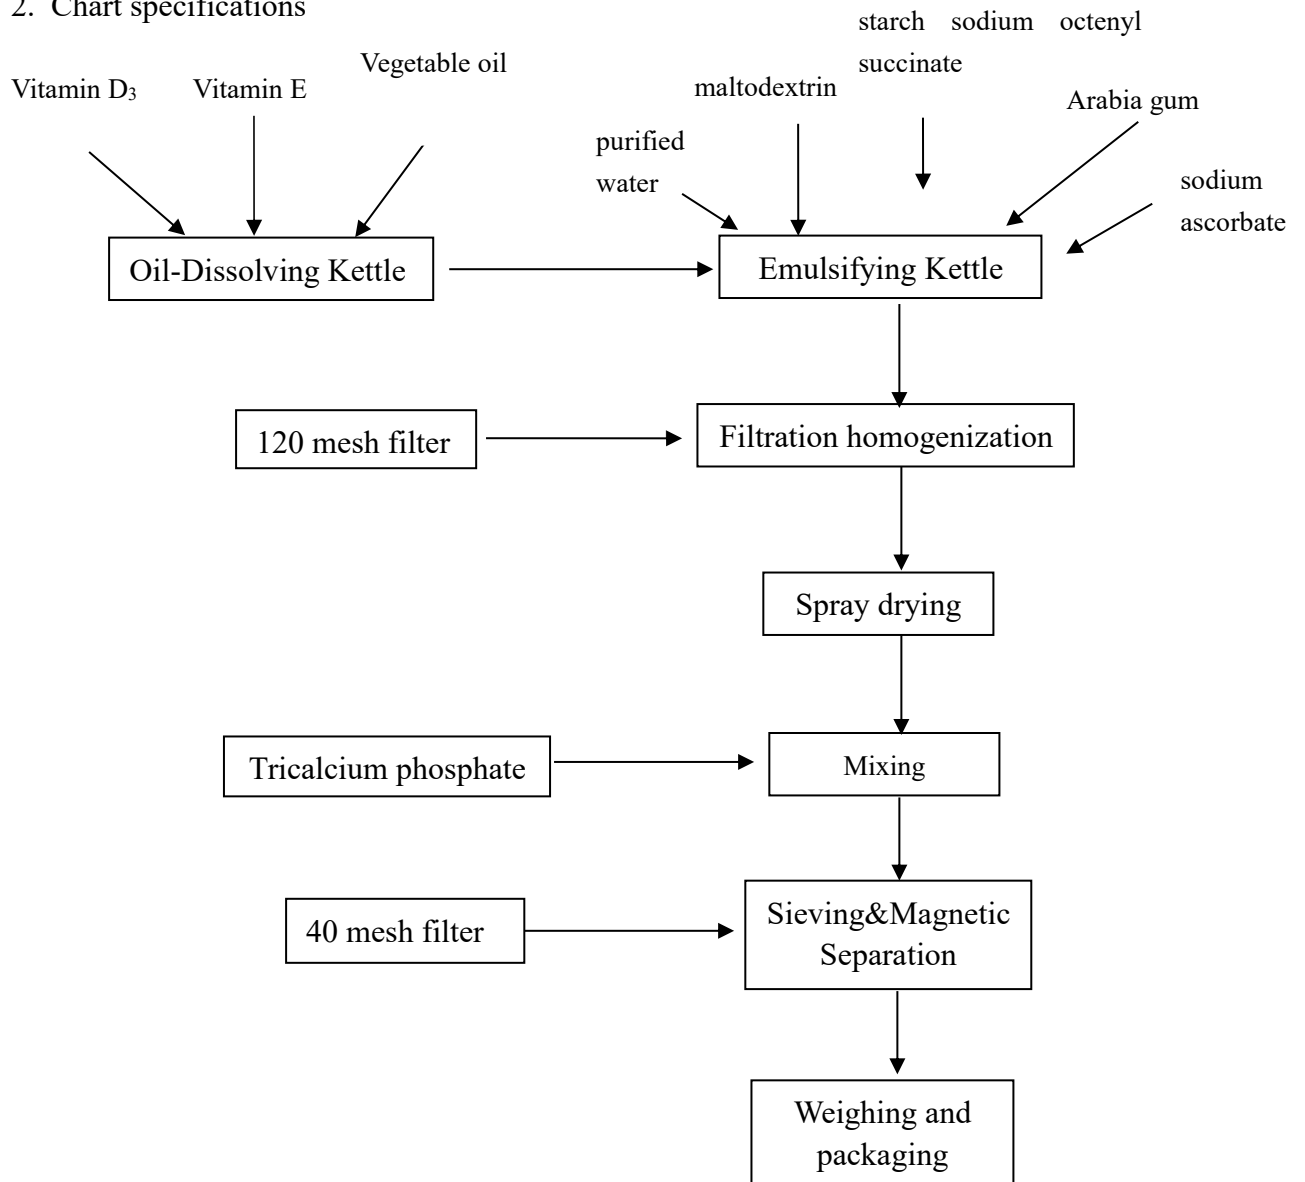 2. Chart specifications
starch sodium octenyl
succinate
Vegetable oil
Vitamin D₃
Vitamin E
maltodextrin
Arabia gum
purified
water
sodium
ascorbate
Oil-Dissolving Kettle
Emulsifying Kettle
120 mesh filter
Filtration homogenization
Spray drying
Tricalcium phosphate
Mixing
40 mesh filter
Sieving&Magnetic
Separation
Weighing and
packaging